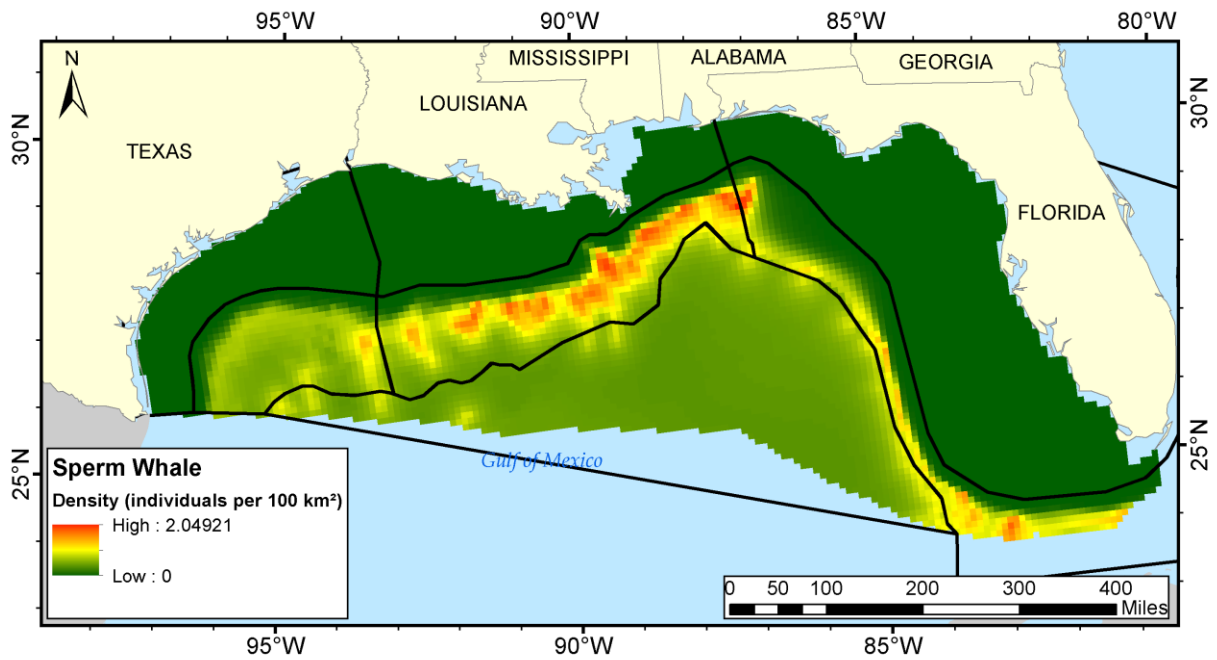 95°W 90°W 85°W 80°W
N
MISSISSIPPI ALABAMA GEORGIA
LOUISIANA
TEXAS
FLORIDA
30°N 30°N
25°N 25°N
Gulf of Mexico
Sperm Whale
Density (individuals per 100 km²)
High : 2.04921
Low : 0
0 50 100 200 300 400
Miles
95°W 90°W 85°W